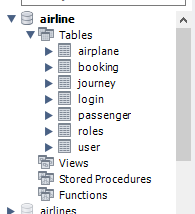 airline
Tables
airplane
booking
journey
login
passenger
roles
user
Views
Stored Procedures
Functions
airlines